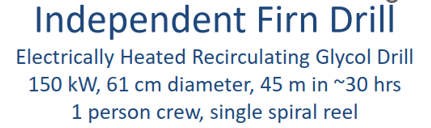 Independent Firn Drill
Electrically Heated Recirculating Glycol Drill
150 kW, 61 cm diameter, 45 m in ~30 hrs
1 person crew, single spiral reel